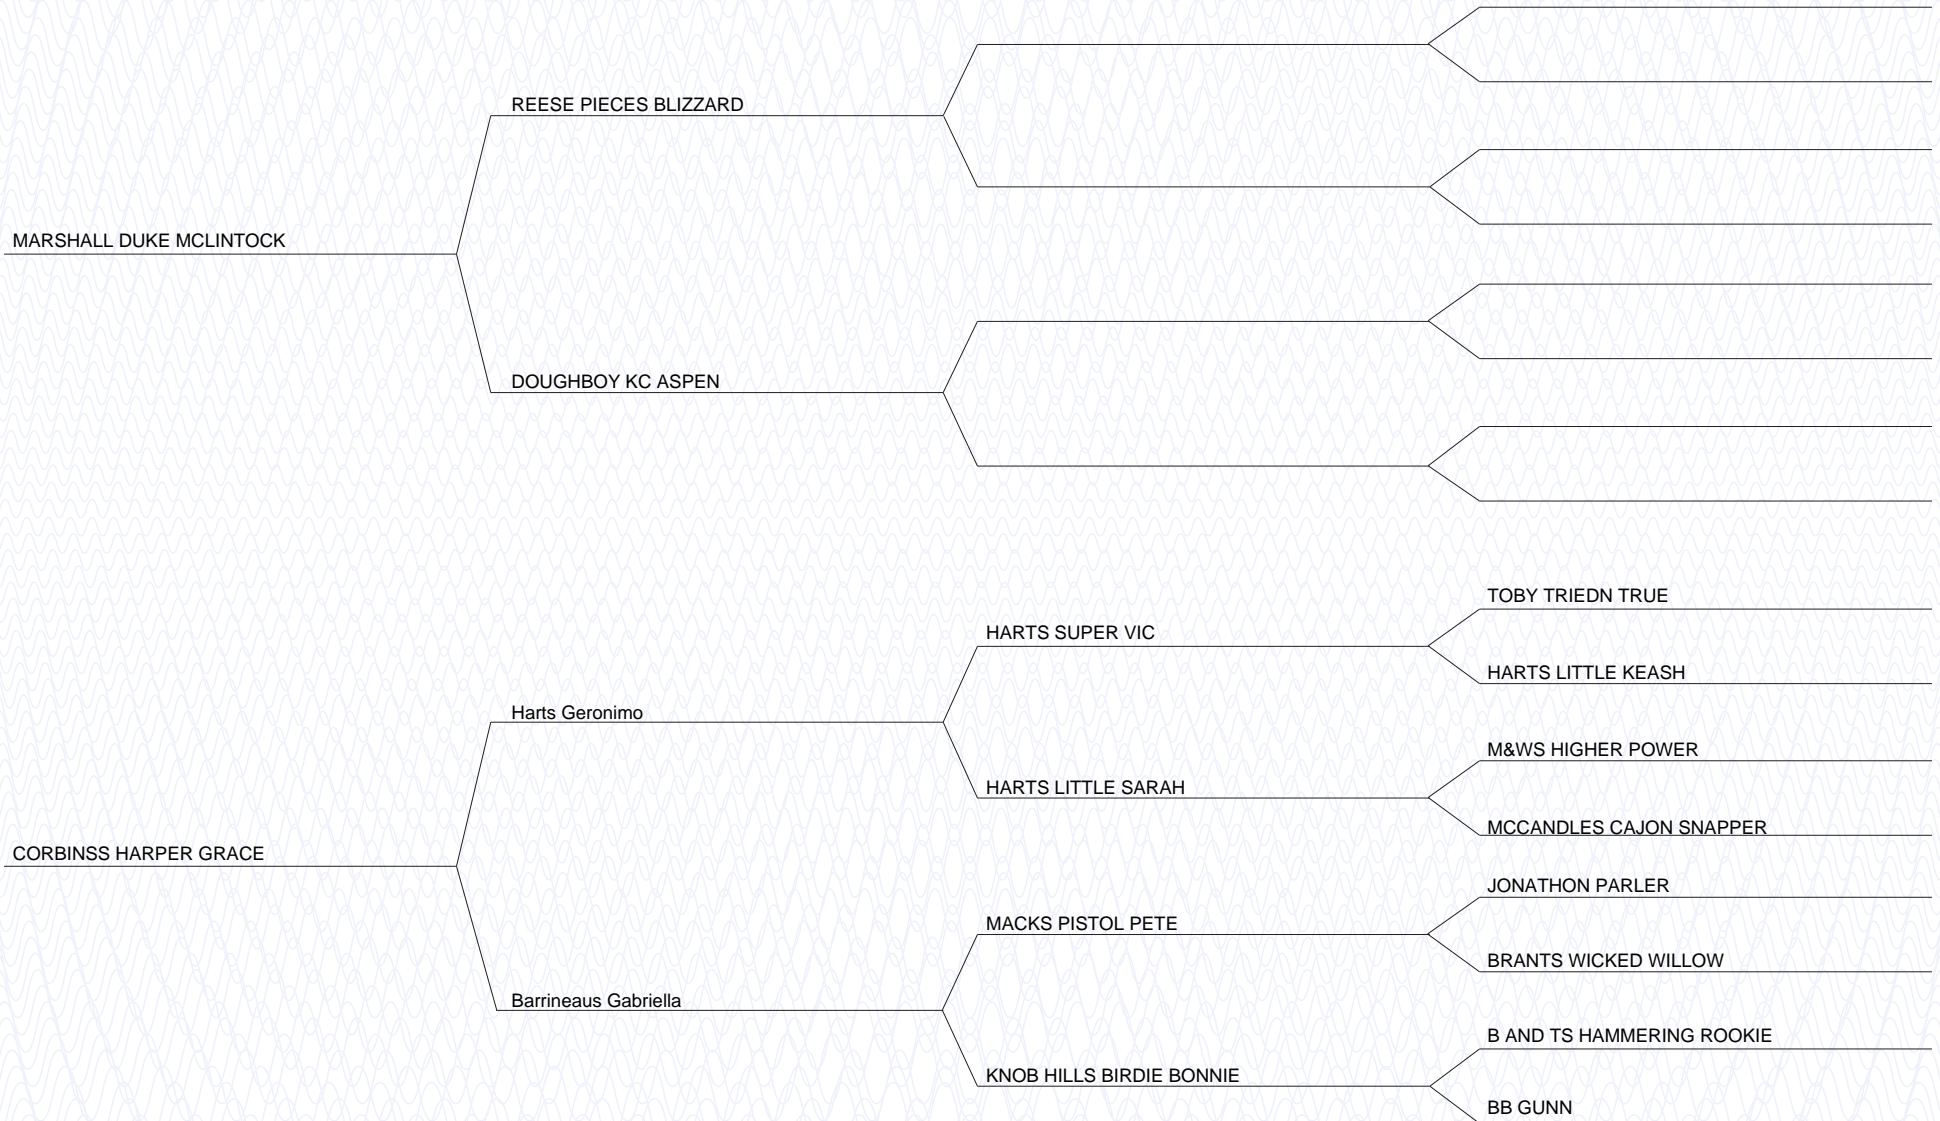 REESE PIECES BLIZZARD
MARSHALL DUKE MCLINTOCK
DOUGHBOY KC ASPEN
TOBY TRIEDN TRUE
HARTS SUPER VIC
HARTS LITTLE KEASH
Harts Geronimo
M&WS HIGHER POWER
HARTS LITTLE SARAH
MCCANDLES CAJON SNAPPER
CORBINSS HARPER GRACE
JONATHON PARLER
MACKS PISTOL PETE
BRANTS WICKED WILLOW
Barrineaus Gabriella
B AND TS HAMMERING ROOKIE
KNOB HILLS BIRDIE BONNIE
BB GUNN